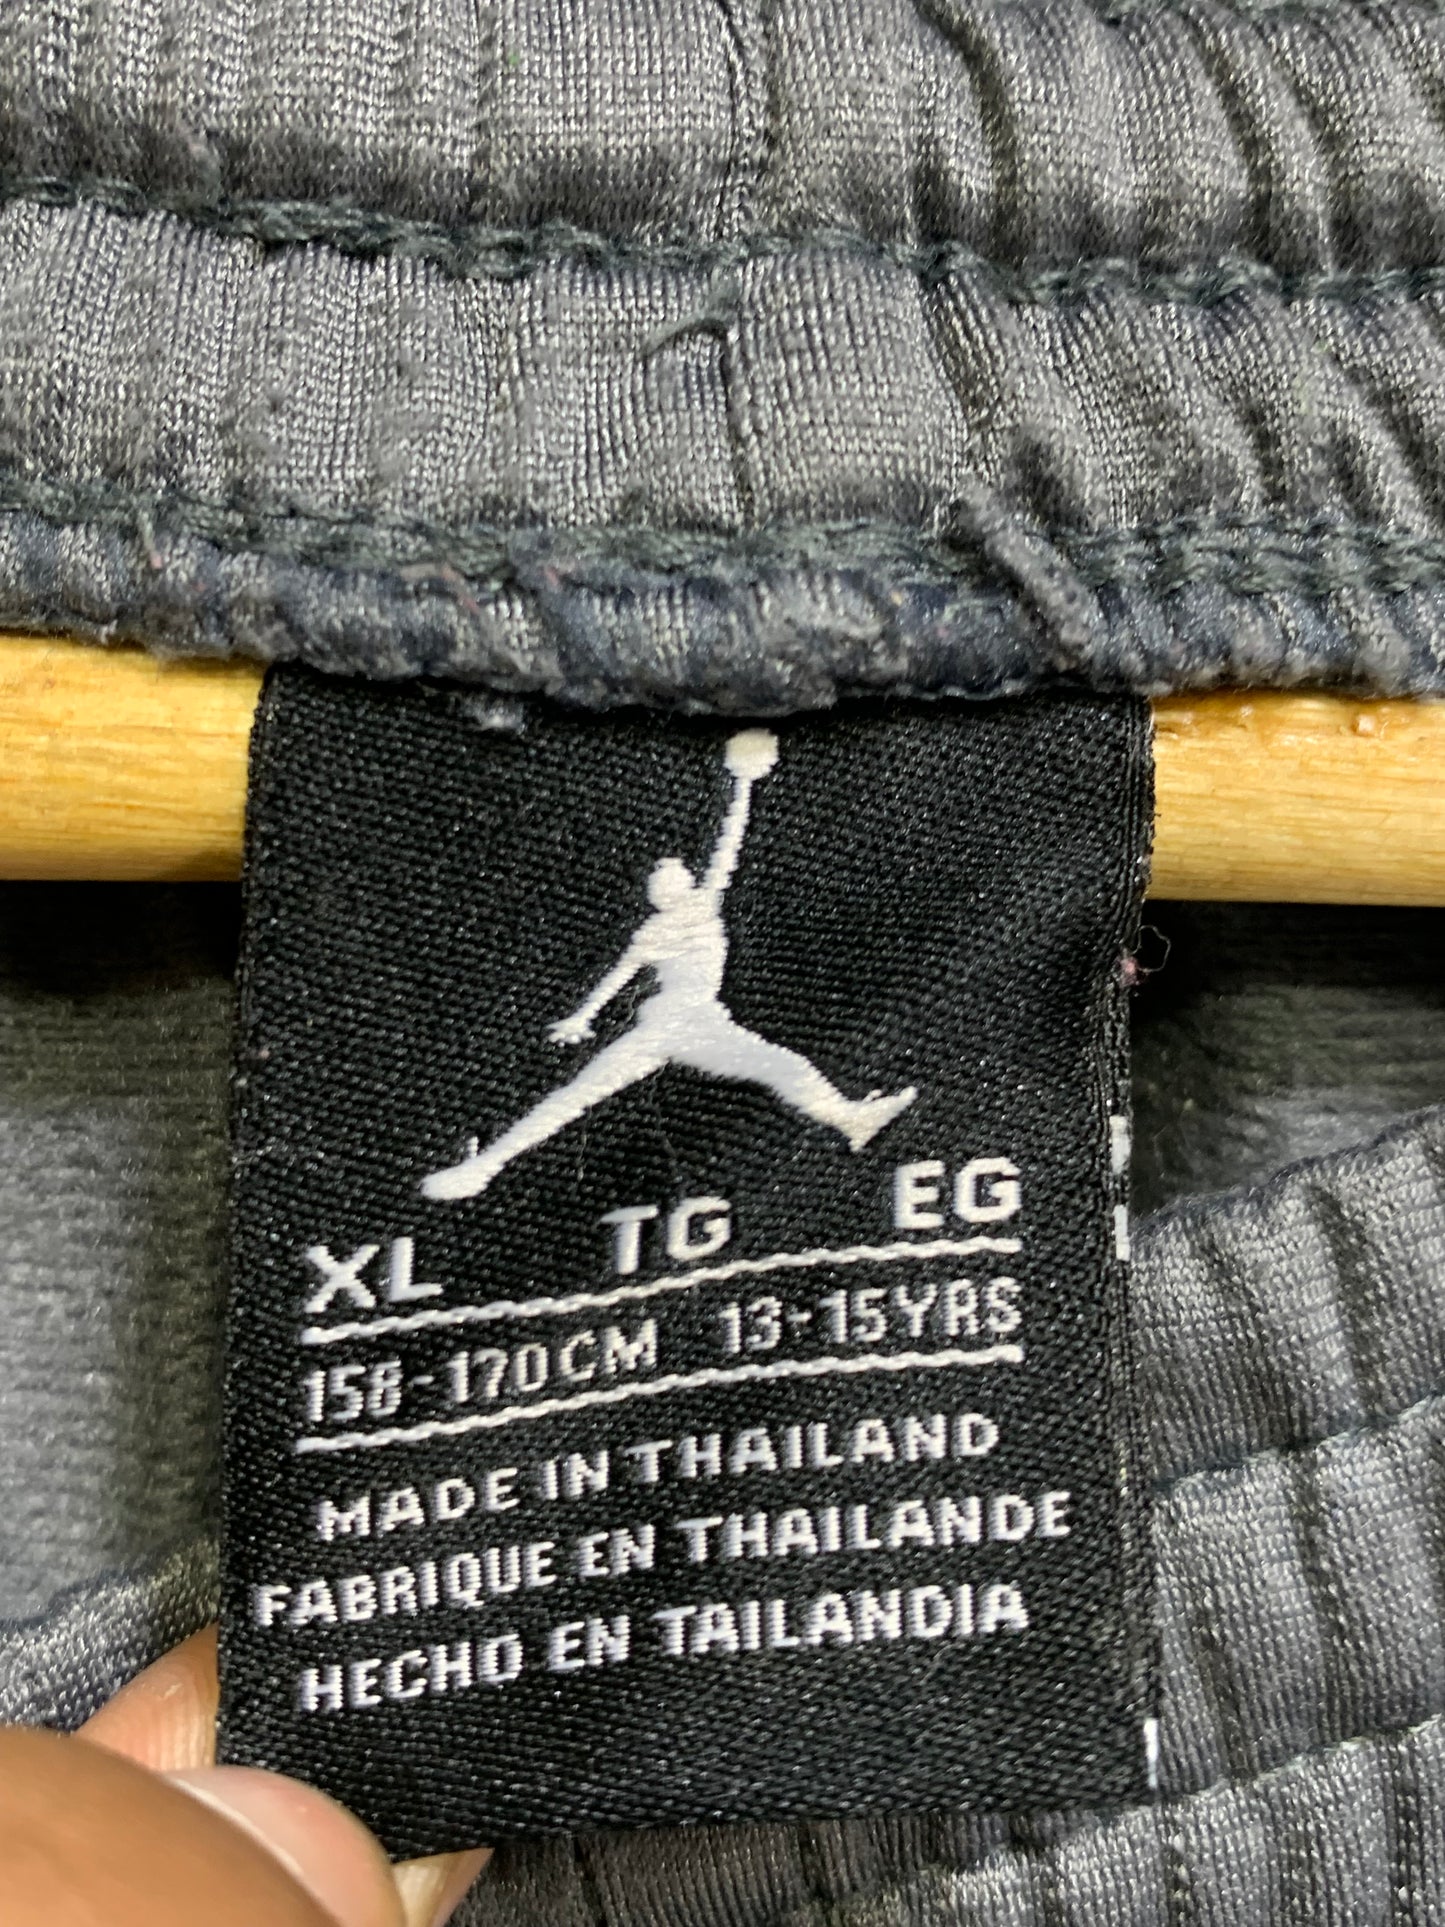 XL TG EG
158-170CM 13-15YRS
MADE IN THAILAND
FABRIQUE EN THAILANDE
HECHO EN TAILANDIA